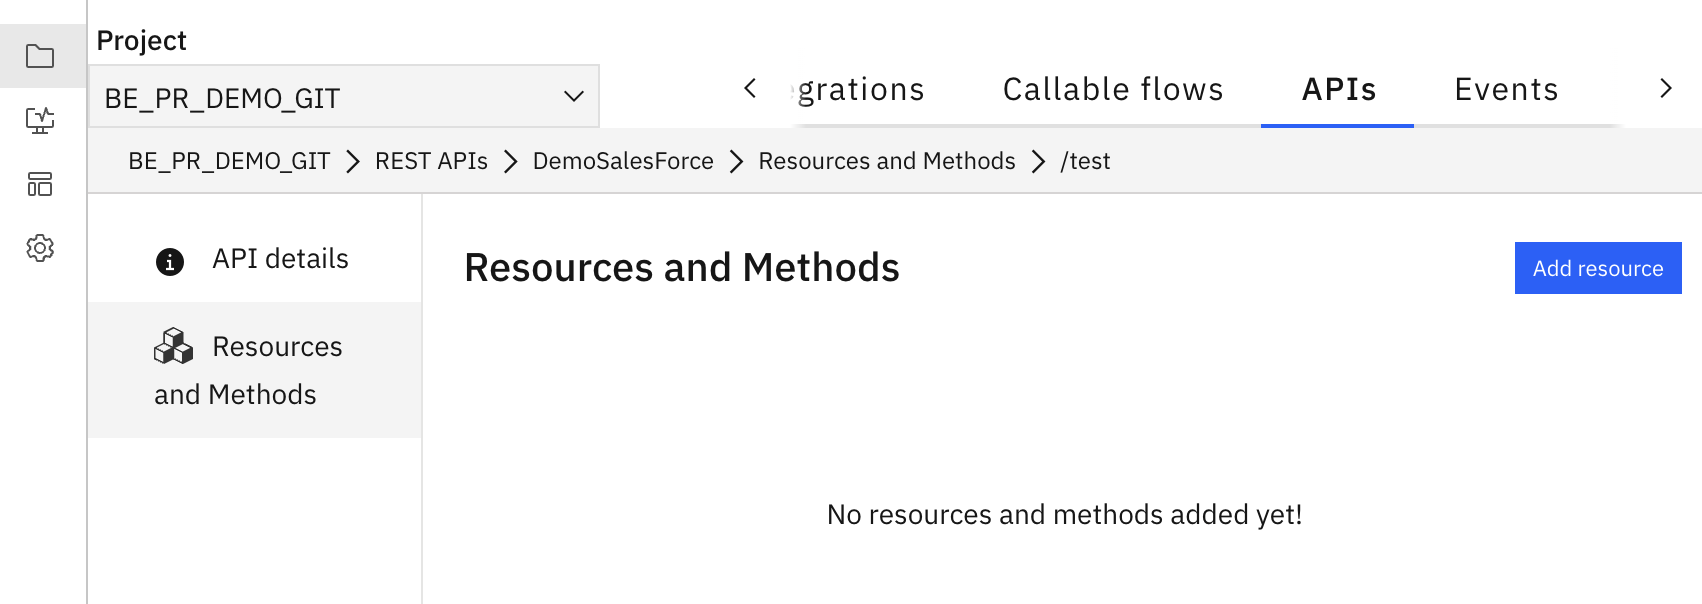 Project
BE_PR_DEMO_GIT
grations Callable flows APIs Events
BE_PR_DEMO_GIT > REST APIs > DemoSalesForce > Resources and Methods > /test
API details
Resources
and Methods
Resources and Methods
Add resource
No resources and methods added yet!